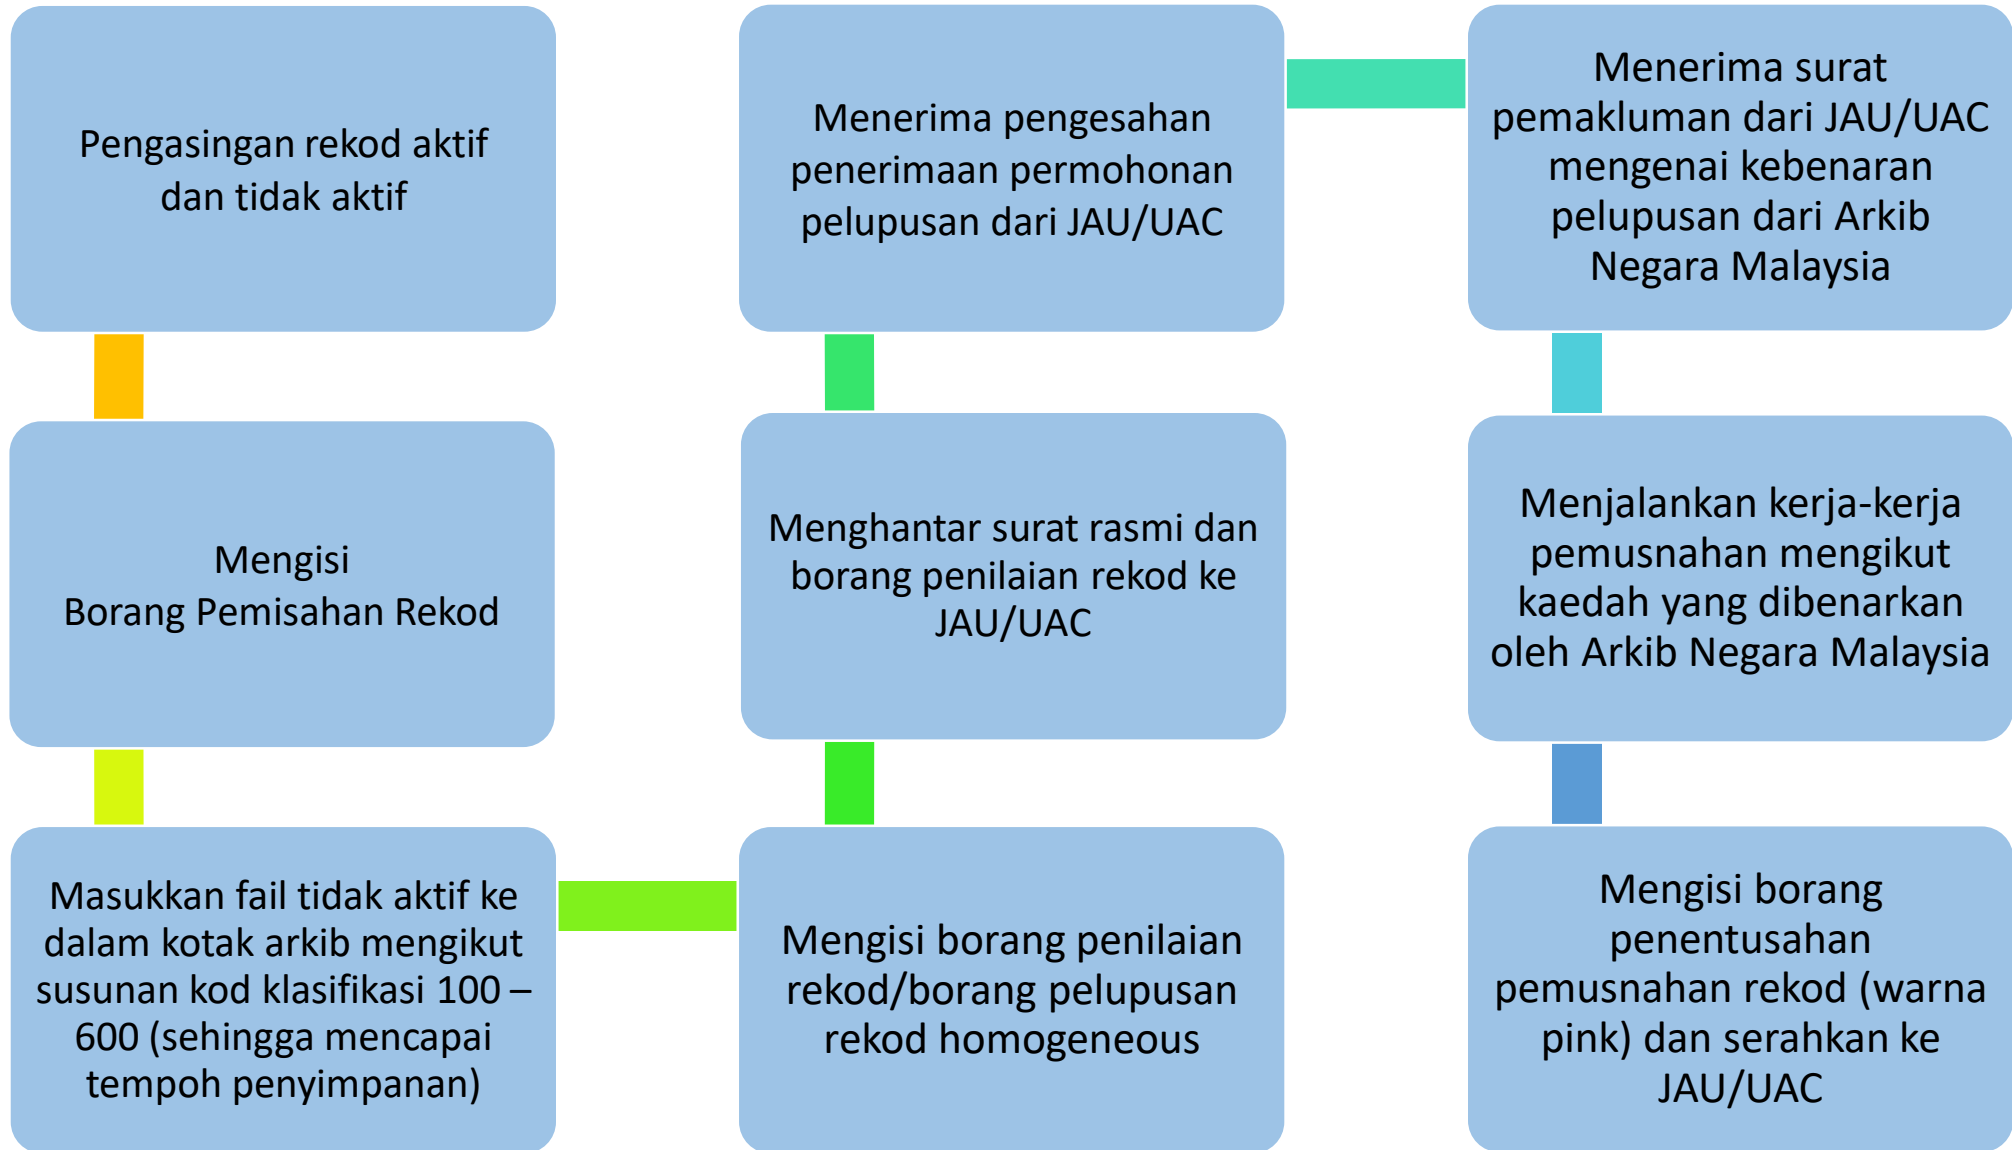 Pengasingan rekod aktif
dan tidak aktif
Mengisi
Borang Pemisahan Rekod
Masukkan fail tidak aktif ke
dalam kotak arkib mengikut
susunan kod klasifikasi 100 –
600 (sehingga mencapai
tempoh penyimpanan)
Mengisi borang penilaian
rekod/borang pelupusan
rekod homogeneous
Menghantar surat rasmi dan
borang penilaian rekod ke
JAU/UAC
Menerima pengesahan
penerimaan permohonan
pelupusan dari JAU/UAC
Menerima surat
pemakluman dari JAU/UAC
mengenai kebenaran
pelupusan dari Arkib
Negara Malaysia
Menjalankan kerja-kerja
pemusnahan mengikut
kaedah yang dibenarkan
oleh Arkib Negara Malaysia
Mengisi borang
penentusahan
pemusnahan rekod (warna
pink) dan serahkan ke
JAU/UAC